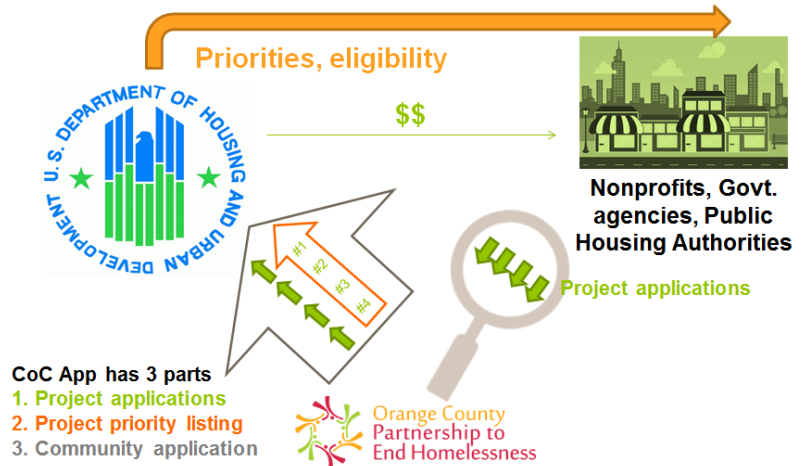 Priorities, eligibility
U. S. DEPARTMENT OF HOUSING AND URBAN DEVELOPMENT
$$
Nonprofits, Govt.
agencies, Public
Housing Authorities
#1
#2
#3
#4
Project applications
CoC App has 3 parts
1. Project applications
2. Project priority listing
3. Community application
Orange County
Partnership to
End Homelessness